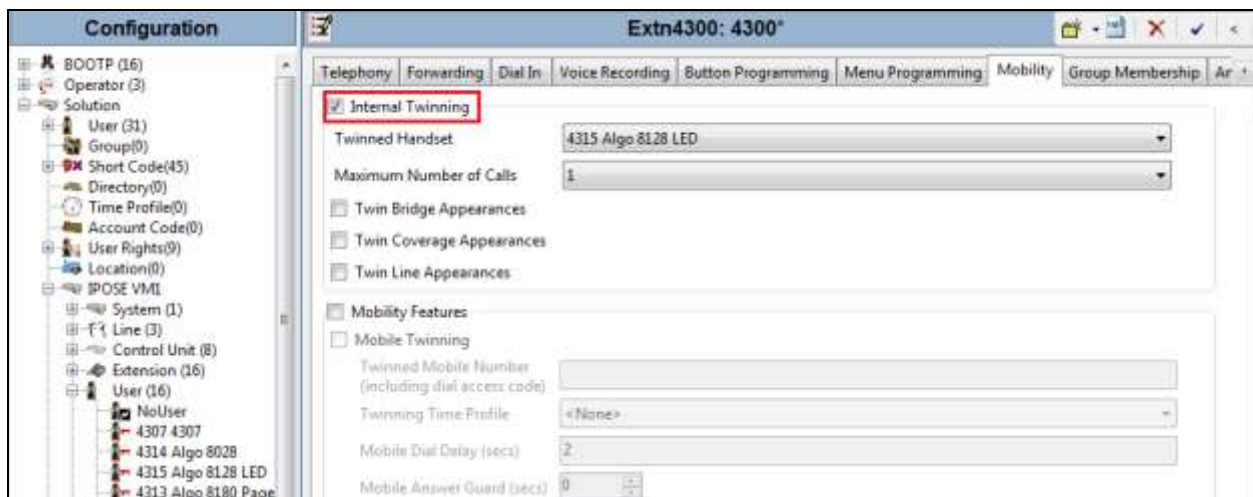 Configuration
BOOTP (16)
Operator (3)
Solution
User (31)
Group(0)
Short Code(45)
Directory(0)
Time Profile(0)
Account Code(0)
User Rights(9)
Location(0)
IPOSE VM1
System (1)
Line (3)
Control Unit (8)
Extension (16)
User (16)
NoUser
4307 4307
4314 Algo 8028
4315 Algo 8128 LED
4313 Algo 8180 Page
Extn4300: 4300*
Telephony Forwarding Dial In Voice Recording Button Programming Menu Programming Mobility Group Membership Ar
Internal Twinning
Twinned Handset 4315 Algo 8128 LED
Maximum Number of Calls 1
Twin Bridge Appearances
Twin Coverage Appearances
Twin Line Appearances
Mobility Features
Mobile Twinning
Twinned Mobile Number
(including dial access code)
Twinning Time Profile <None>
Mobile Dial Delay (secs) 2
Mobile Answer Guard (secs) 0